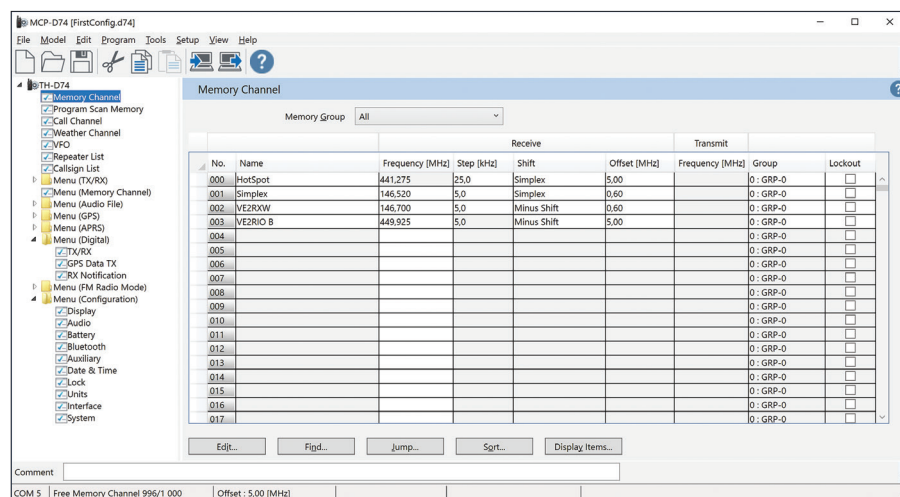 MCP-D74 [FirstConfig.d74]
File Model Edit Program Tools Setup View Help
TH-D74
Memory Channel
Program Scan Memory
Call Channel
Weather Channel
VFO
Repeater List
Callsign List
Menu (TX/RX)
Menu (Memory Channel)
Menu (Audio File)
Menu (GPS)
Menu (APRS)
Menu (Digital)
TX/RX
GPS Data TX
RX Notification
Menu (FM Radio Mode)
Menu (Configuration)
Display
Audio
Battery
Bluetooth
Auxiliary
Date & Time
Lock
Units
Interface
System
Memory Channel
Memory Group All
Receive Transmit
No. Name Frequency [MHz] Step [kHz] Shift Offset [MHz] Frequency [MHz] Group Lockout
000 HotSpot 441,275 25,0 Simplex 5,00 0 : GRP-0
001 Simplex 146,520 5,0 Simplex 0,60 0 : GRP-0
002 VE2RXW 146,700 5,0 Minus Shift 0,60 0 : GRP-0
003 VE2RIO B 449,925 5,0 Minus Shift 5,00 0 : GRP-0
004 0 : GRP-0
005 0 : GRP-0
006 0 : GRP-0
007 0 : GRP-0
008 0 : GRP-0
009 0 : GRP-0
010 0 : GRP-0
011 0 : GRP-0
012 0 : GRP-0
013 0 : GRP-0
014 0 : GRP-0
015 0 : GRP-0
016 0 : GRP-0
017 0 : GRP-0
Edit... Find... Jump... Sort... Display Items...
Comment
COM 5 Free Memory Channel 996/1 000 Offset : 5,00 [MHz]